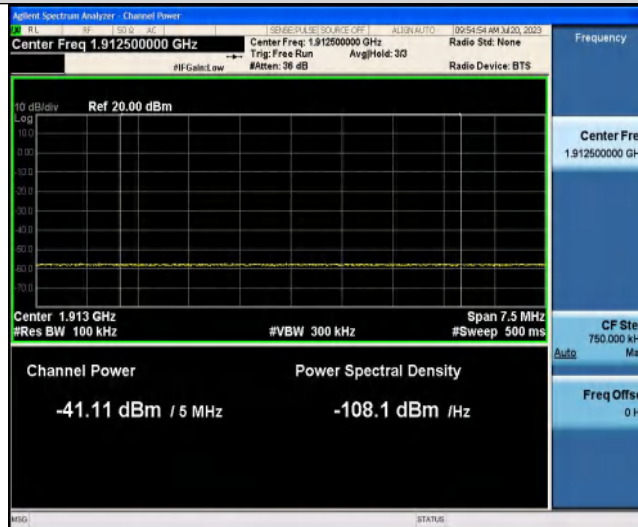 Agilent Spectrum Analyzer - Channel Power
RL RF 50 Ω AC SENSE:PULSE SOURCE OFF ALIGN AUTO 09:54:54 AM Jul 20, 2023
Center Freq 1.912500000 GHz
Center Freq: 1.912500000 GHz
Radio Std: None
Trig: Free Run Avg|Hold: 3/3
#IFGain:Low
#Atten: 36 dB
Radio Device: BTS
10 dB/div Ref 20.00 dBm
Log
10.0
0.00
-10.0
-20.0
-30.0
-40.0
-50.0
-60.0
-70.0
Center 1.913 GHz
Span 7.5 MHz
#Res BW 100 kHz
#VBW 300 kHz
#Sweep 500 ms
Channel Power
Power Spectral Density
-41.11 dBm / 5 MHz
-108.1 dBm /Hz
Frequency
Center Fre
1.912500000 GH
CF Ste
750.000 kH
Auto Ma
Freq Offse
0 H
MSG
STATUS